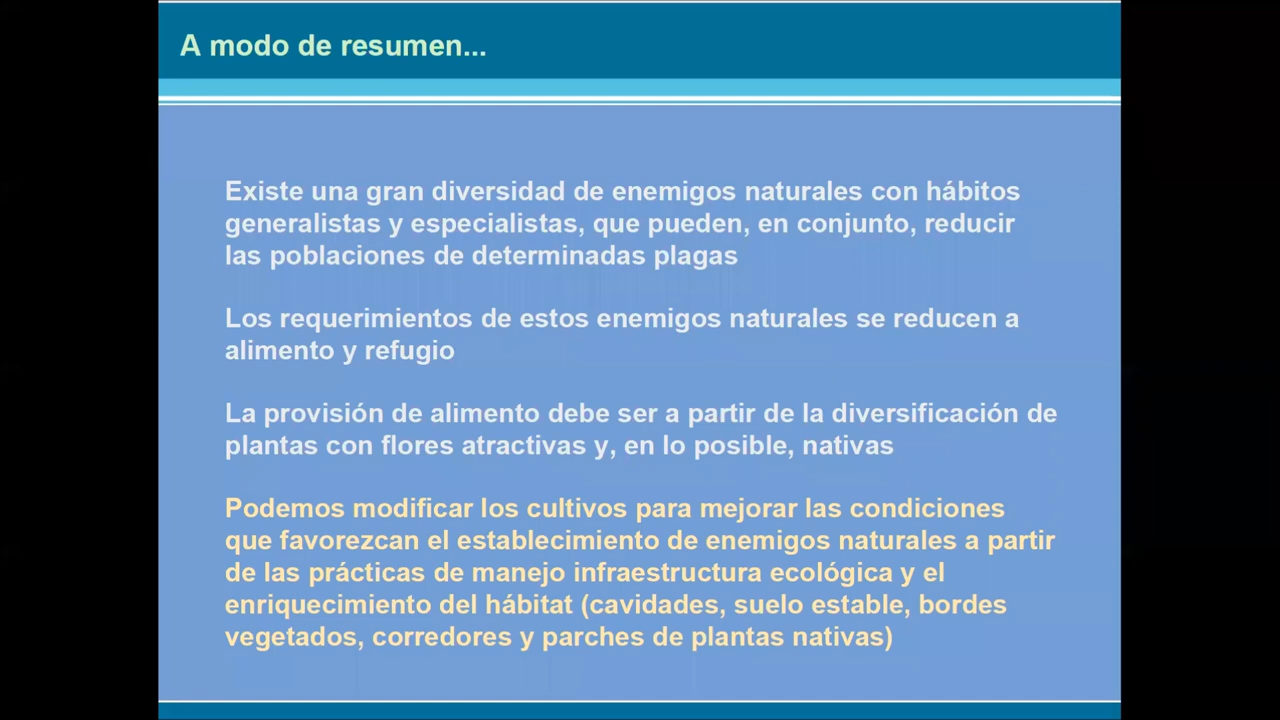 A modo de resumen...
Existe una gran diversidad de enemigos naturales con hábitos
generalistas y especialistas, que pueden, en conjunto, reducir
las poblaciones de determinadas plagas
Los requerimientos de estos enemigos naturales se reducen a
alimento y refugio
La provisión de alimento debe ser a partir de la diversificación de
plantas con flores atractivas y, en lo posible, nativas
Podemos modificar los cultivos para mejorar las condiciones
que favorezcan el establecimiento de enemigos naturales a partir
de las prácticas de manejo infraestructura ecológica y el
enriquecimiento del hábitat (cavidades, suelo estable, bordes
vegetados, corredores y parches de plantas nativas)